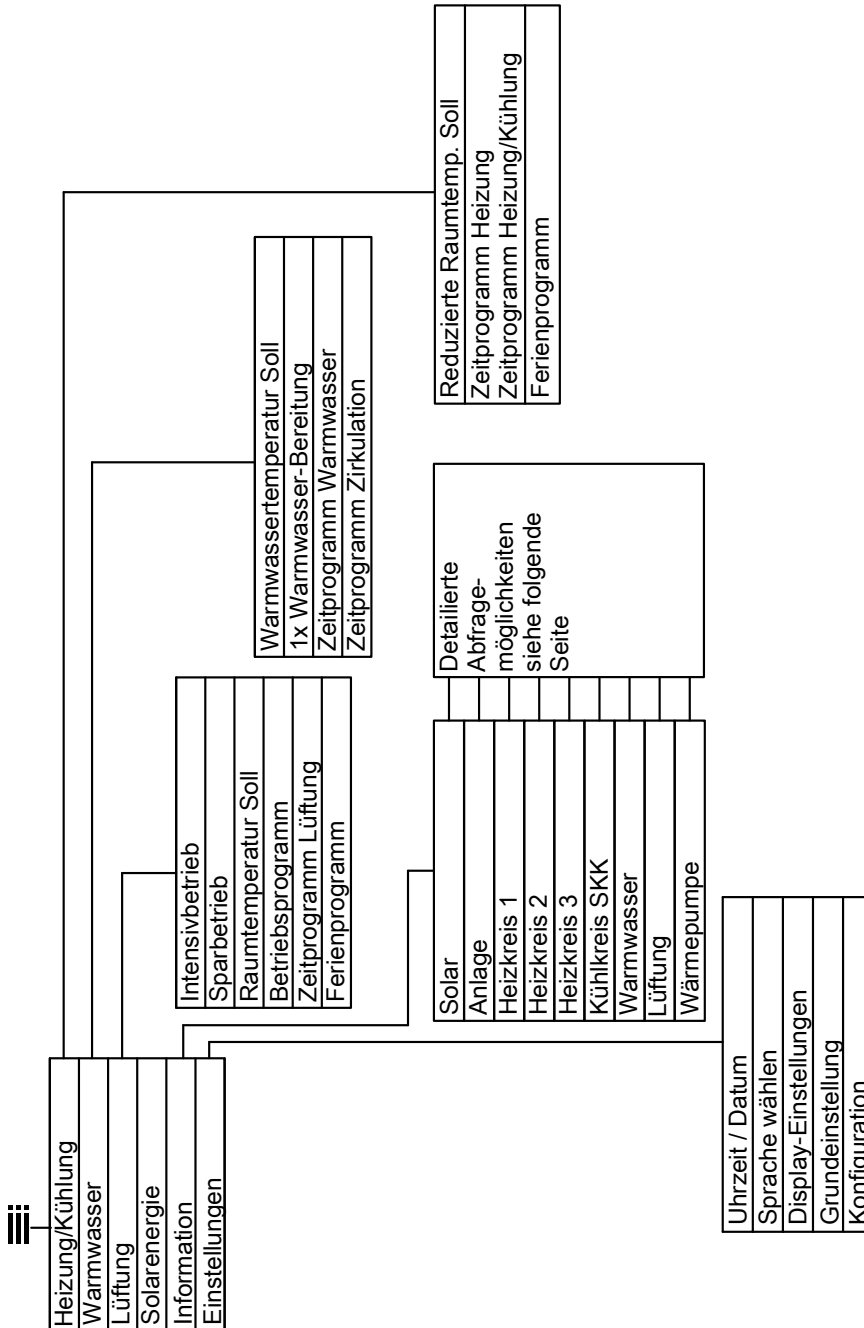 Heizung/Kühlung
Warmwasser
Lüftung
Solarenergie
Information
Einstellungen
Intensivbetrieb
Sparbetrieb
Raumtemperatur Soll
Betriebsprogramm
Zeitprogramm Lüftung
Ferienprogramm
Warmwassertemperatur Soll
1x Warmwasser-Bereitung
Zeitprogramm Warmwasser
Zeitprogramm Zirkulation
Reduzierte Raumtemp. Soll
Zeitprogramm Heizung
Zeitprogramm Heizung/Kühlung
Ferienprogramm
Solar
Anlage
Heizkreis 1
Heizkreis 2
Heizkreis 3
Kühlkreis SKK
Warmwasser
Lüftung
Wärmepumpe
Detailierte
Abfrage-
möglichkeiten
siehe folgende
Seite
Uhrzeit / Datum
Sprache wählen
Display-Einstellungen
Grundeinstellung
Konfiguration